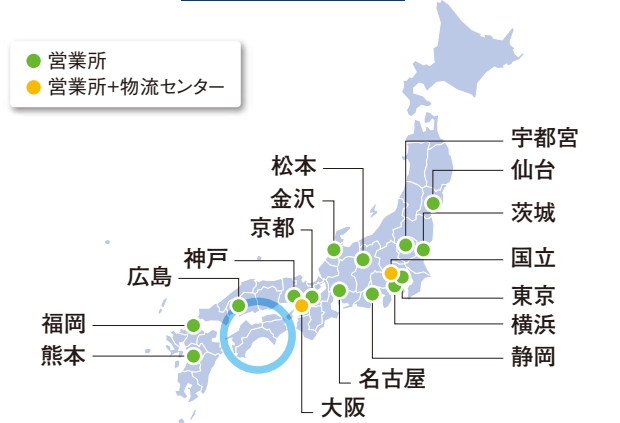 営業所
営業所+物流センター
宇都宮
松本
仙台
金沢
茨城
京都
神戸
国立
広島
東京
福岡
横浜
熊本
静岡
名古屋
大阪